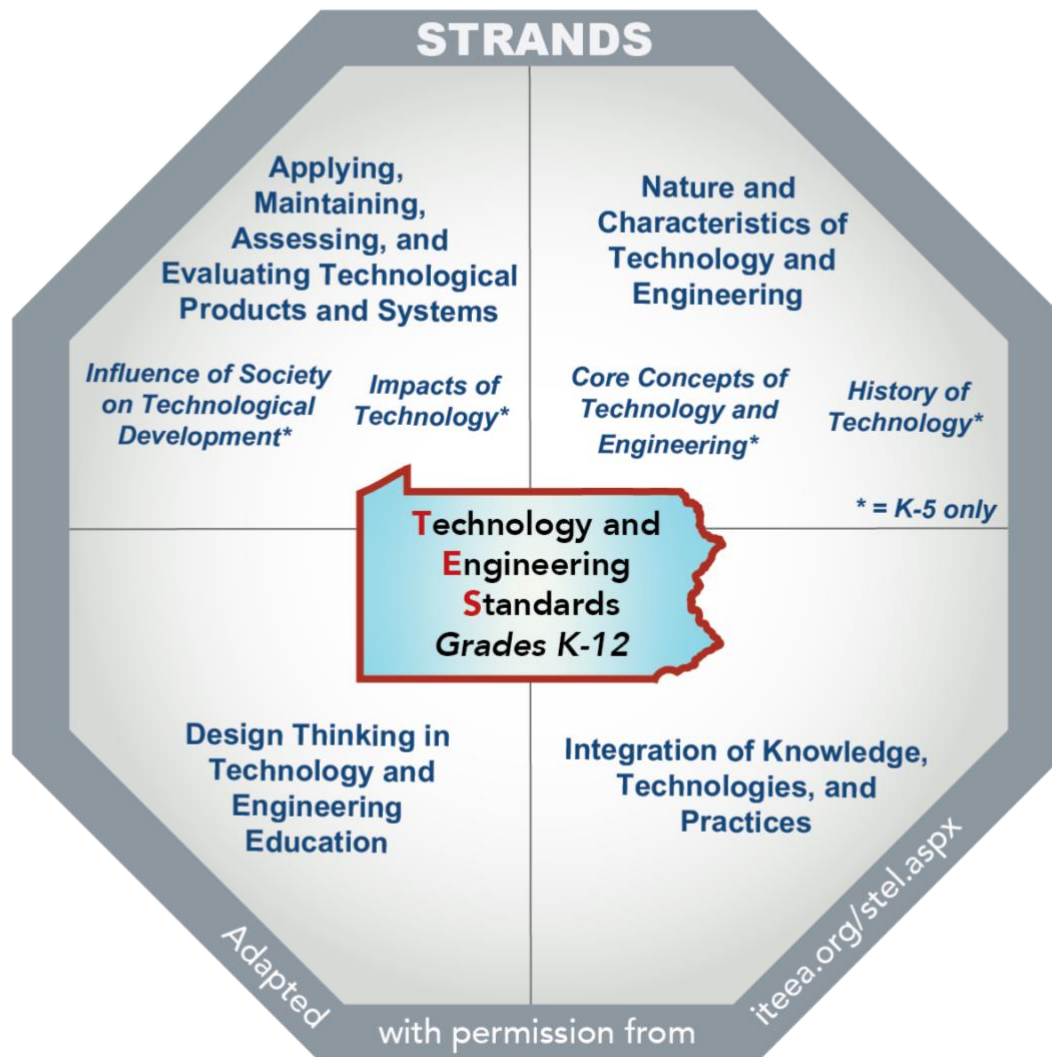 STRANDS
Applying,
Maintaining,
Assessing, and
Evaluating Technological
Products and Systems
Influence of Society
on Technological
Development*
Impacts of
Technology*
Nature and
Characteristics of
Technology and
Engineering
Core Concepts of
Technology and
Engineering*
History of
Technology*
* = K-5 only
Technology and
Engineering
Standards
Grades K-12
Design Thinking in
Technology and
Engineering
Education
Integration of Knowledge,
Technologies, and
Practices
Adapted
with permission from
iteea.org/stel.aspx